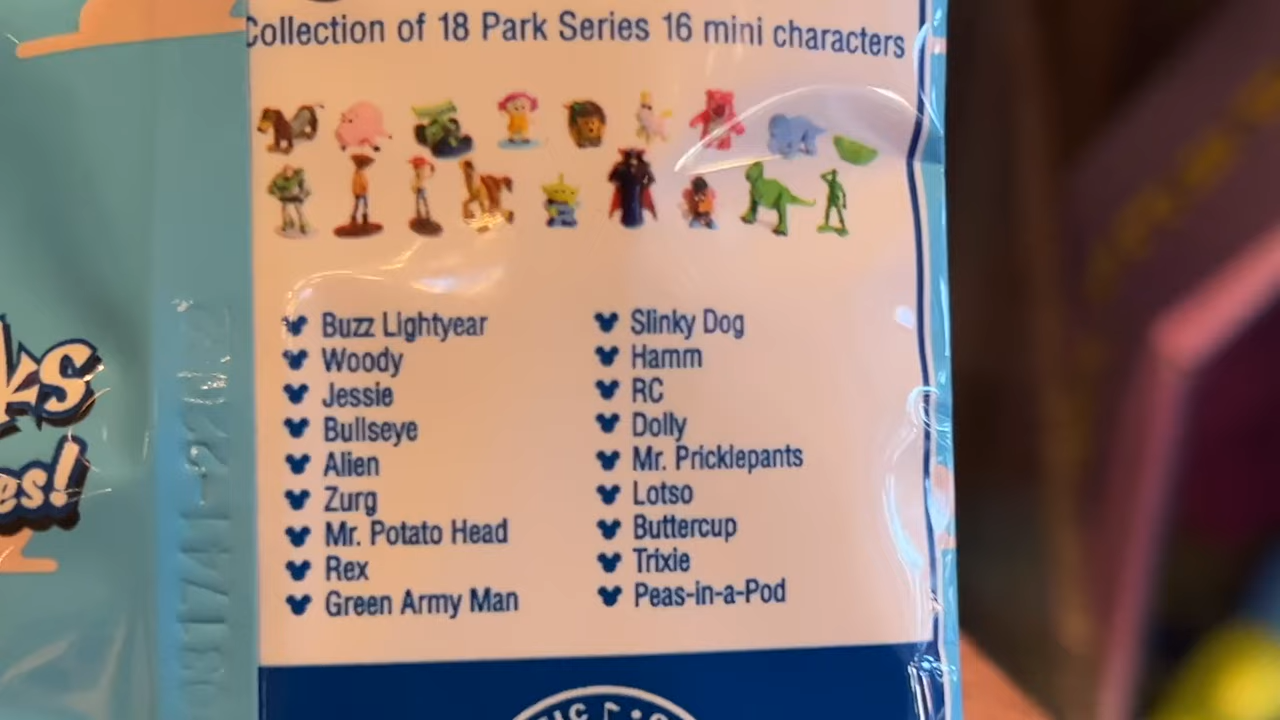 Collection of 18 Park Series 16 mini characters
Buzz Lightyear
Woody
Jessie
Bullseye
Alien
Zurg
Mr. Potato Head
Rex
Green Army Man
Slinky Dog
Hamm
RC
Dolly
Mr. Pricklepants
Lotso
Buttercup
Trixie
Peas-in-a-Pod